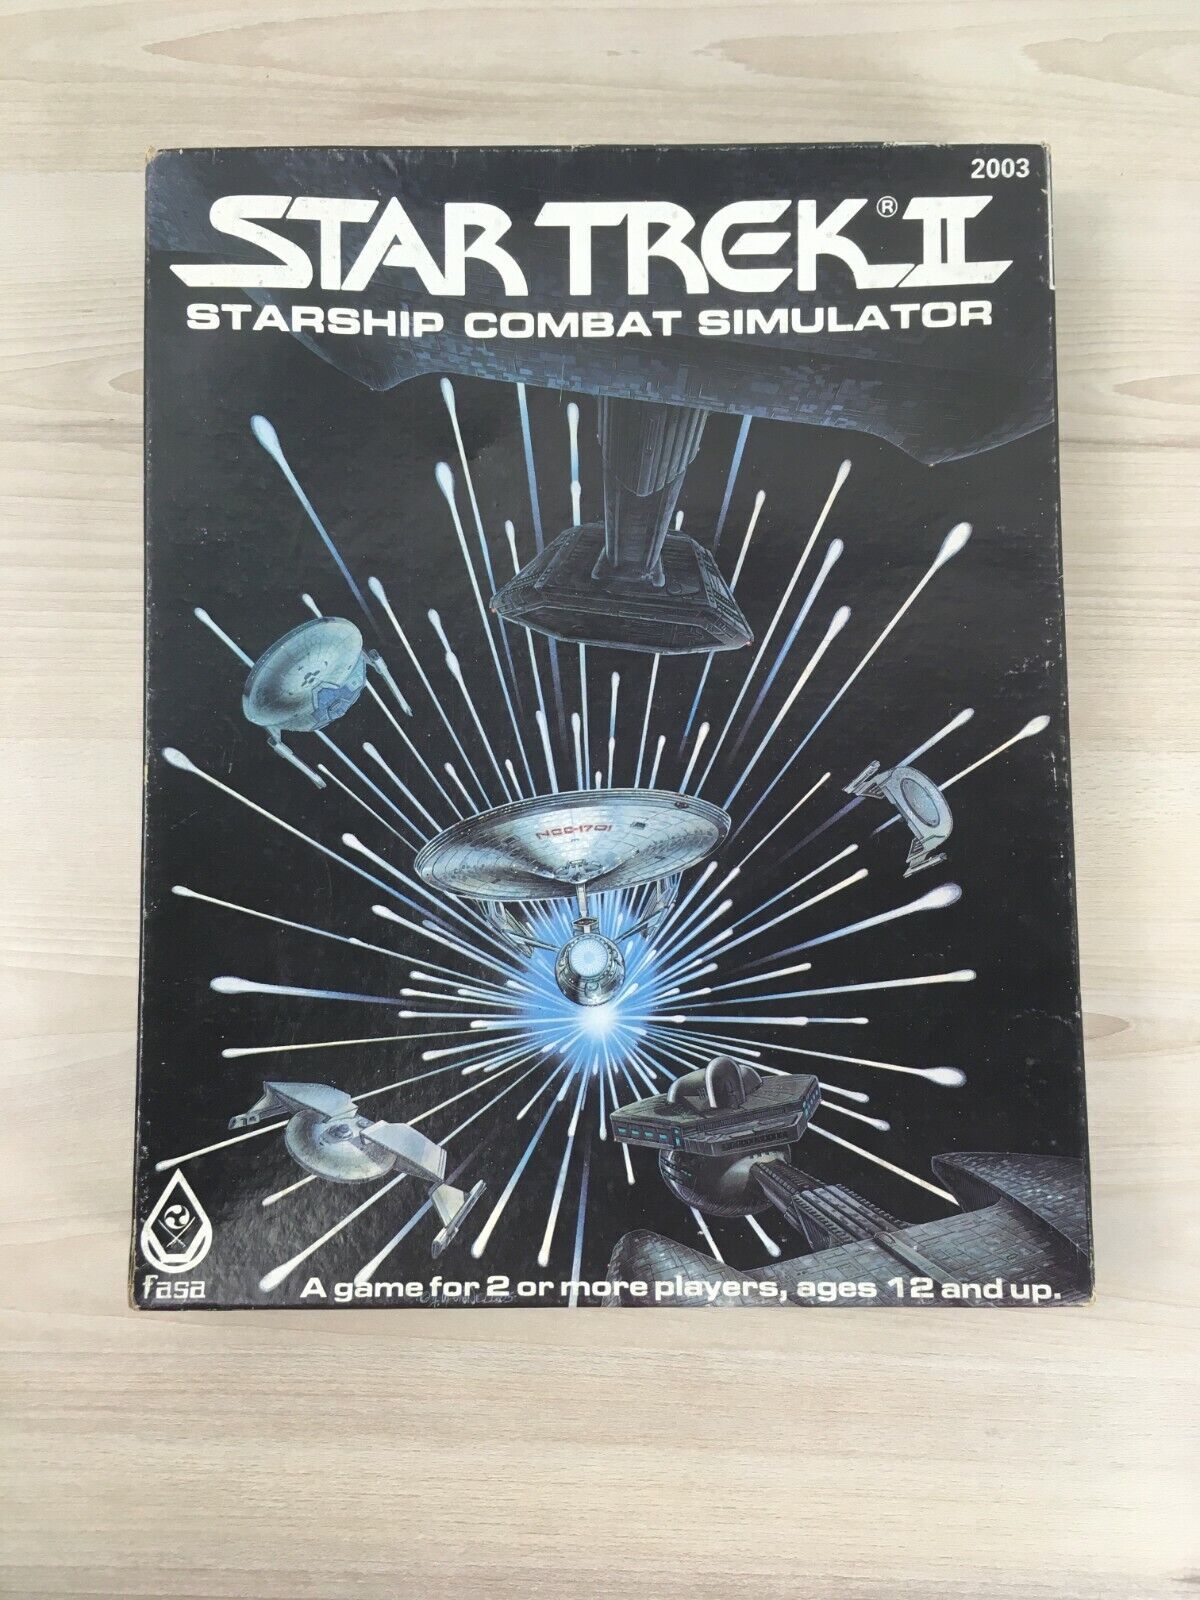 2003
STAR TREK® II
STARSHIP COMBAT SIMULATOR
NCC-1701
fasa
A game for 2 or more players, ages 12 and up.